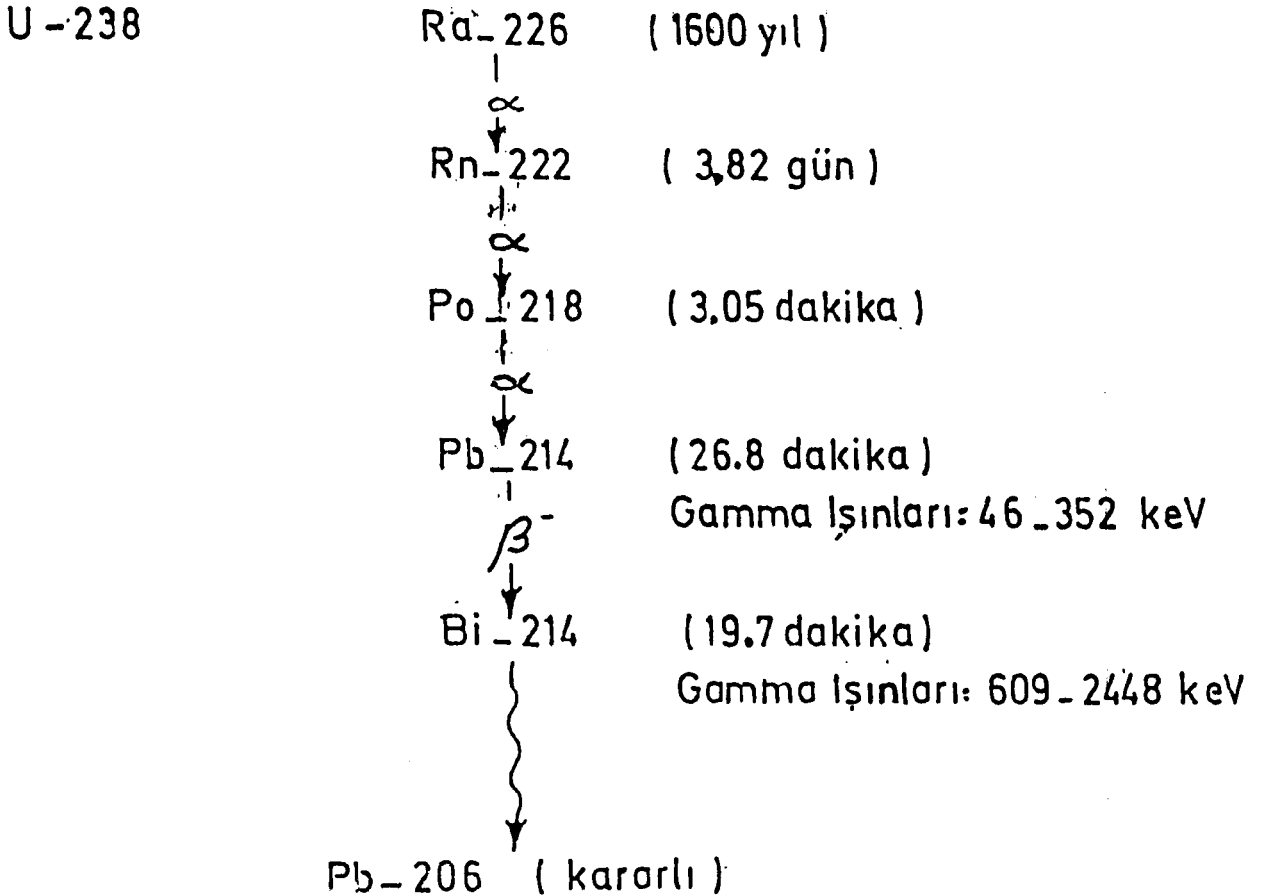 U-238 Ra-226 (1600 yıl)
α
Rn-222 (3,82 gün)
α
Po-218 (3.05 dakika)
α
Pb-214 (26.8 dakika)
Gamma Işınları: 46-352 keV
β-
Bi-214 (19.7 dakika)
Gamma Işınları: 609-2448 keV
Pb-206 (kararlı)